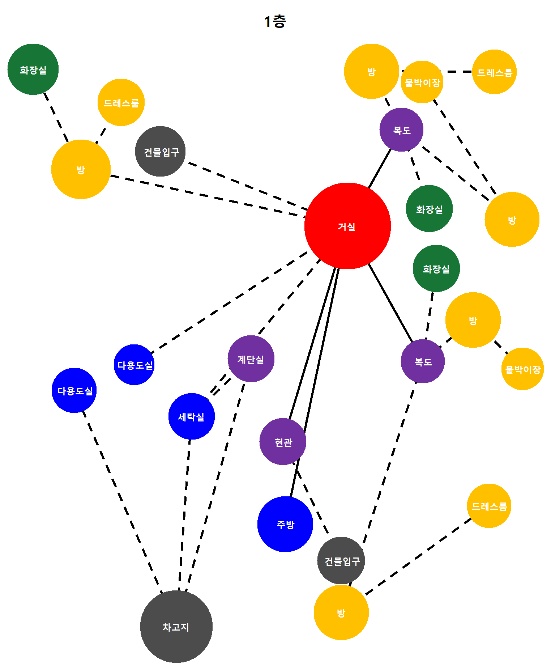 1층
화장실
방
붙박이장
드레스룸
드레스룸
복도
건물입구
방
화장실
방
거실
화장실
방
다용도실
계단실
복도
붙박이장
다용도실
세탁실
현관
드레스룸
주방
건물입구
방
차고지